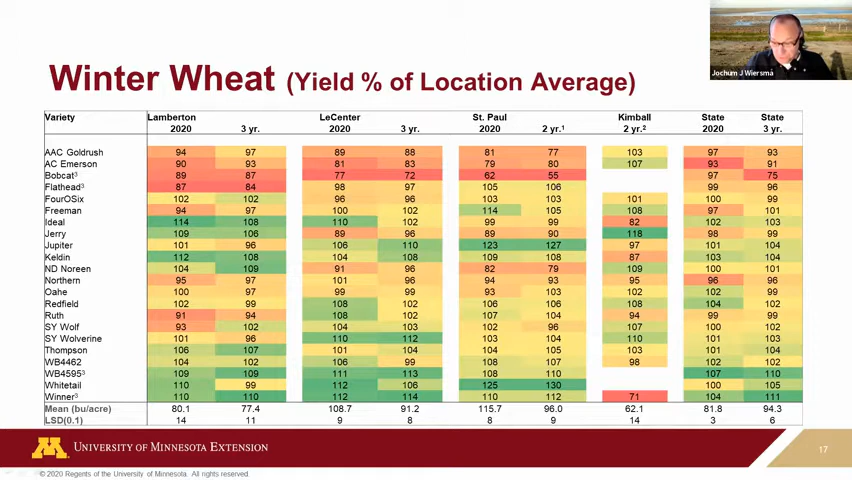 Jochum J Wiersma
Winter Wheat (Yield % of Location Average)
Variety Lamberton LeCenter St. Paul Kimball State State
2020 3 yr. 2020 3 yr. 2020 2 yr.¹ 2 yr.² 2020 3 yr.
AAC Goldrush 94 97 89 88 81 77 103 97 93
AC Emerson 90 93 81 83 79 80 107 93 91
Bobcat³ 89 87 77 72 62 55 97 75
Flathead³ 87 84 98 97 105 106 99 96
FourOSix 102 102 96 96 103 103 101 100 99
Freeman 94 97 100 102 114 105 108 97 101
Ideal 114 108 110 102 99 99 82 102 103
Jerry 109 106 89 96 89 90 118 98 99
Jupiter 101 96 106 110 123 127 97 101 104
Keldin 112 108 104 108 109 108 87 103 104
ND Noreen 104 109 91 96 82 79 109 100 101
Northern 95 97 101 96 94 93 95 96 96
Oahe 100 97 99 99 93 103 102 102 99
Redfield 102 99 108 102 106 106 108 104 102
Ruth 91 94 108 102 107 104 94 99 99
SY Wolf 93 102 104 103 102 96 107 100 102
SY Wolverine 101 96 110 112 103 104 110 101 103
Thompson 106 107 101 104 104 105 103 101 104
WB4462 104 102 106 99 108 107 98 102 102
WB4595³ 109 109 111 113 108 110 107 110
Whitetail 110 99 112 106 125 130 100 105
Winner³ 110 110 112 114 110 112 71 104 111
Mean (bu/acre) 80.1 77.4 108.7 91.2 115.7 96.0 62.1 81.8 94.3
LSD(0.1) 14 11 9 8 8 9 14 3 6
M UNIVERSITY OF MINNESOTA EXTENSION 17
© 2020 Regents of the University of Minnesota. All rights reserved.